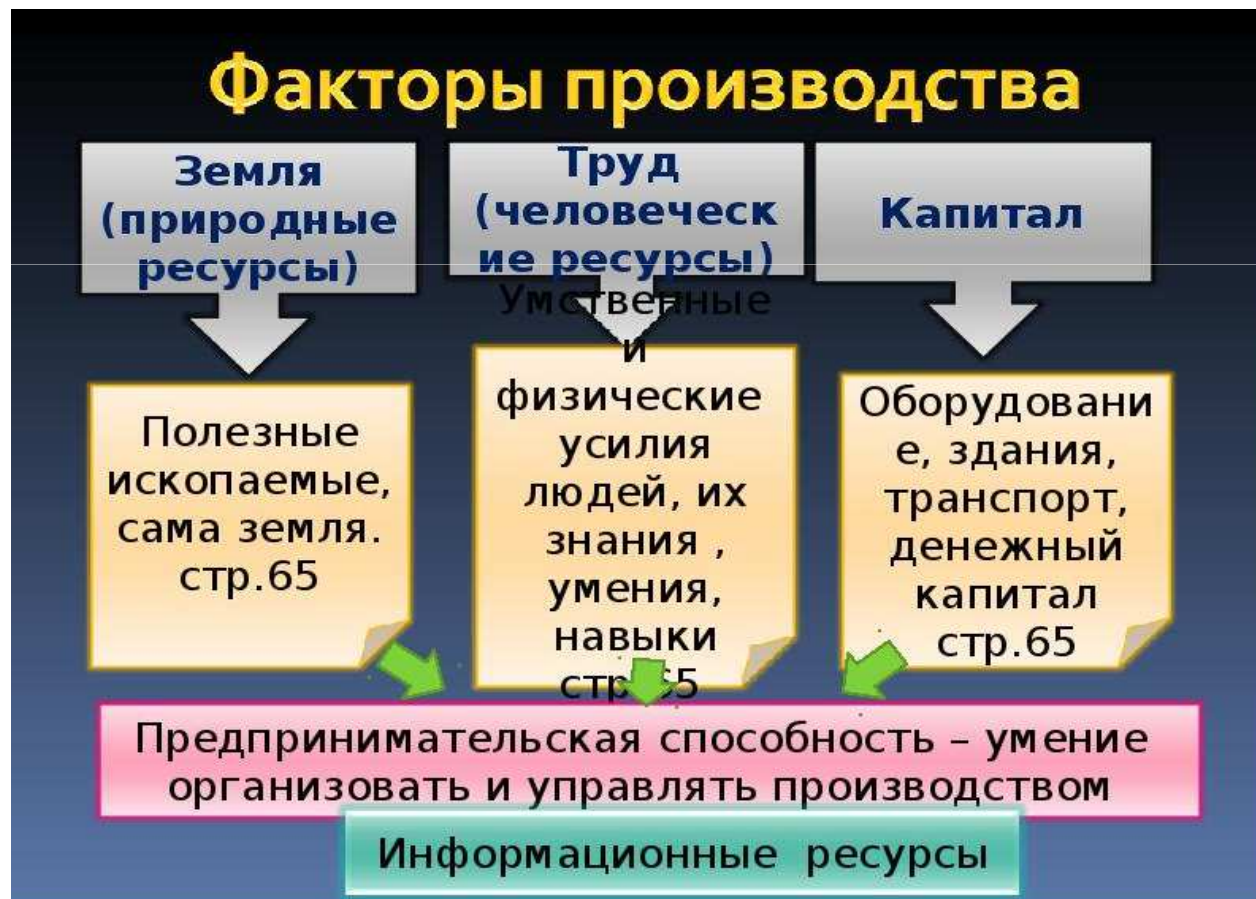 Факторы производства
Земля
(природные
ресурсы)
Труд
(человеческ
ие ресурсы)
Капитал
Полезные
ископаемые,
сама земля.
стр.65
Умственные
и
физические
усилия
людей, их
знания ,
умения,
навыки
стр.65
Оборудовани
е, здания,
транспорт,
денежный
капитал
стр.65
Предпринимательская способность – умение
организовать и управлять производством
Информационные ресурсы